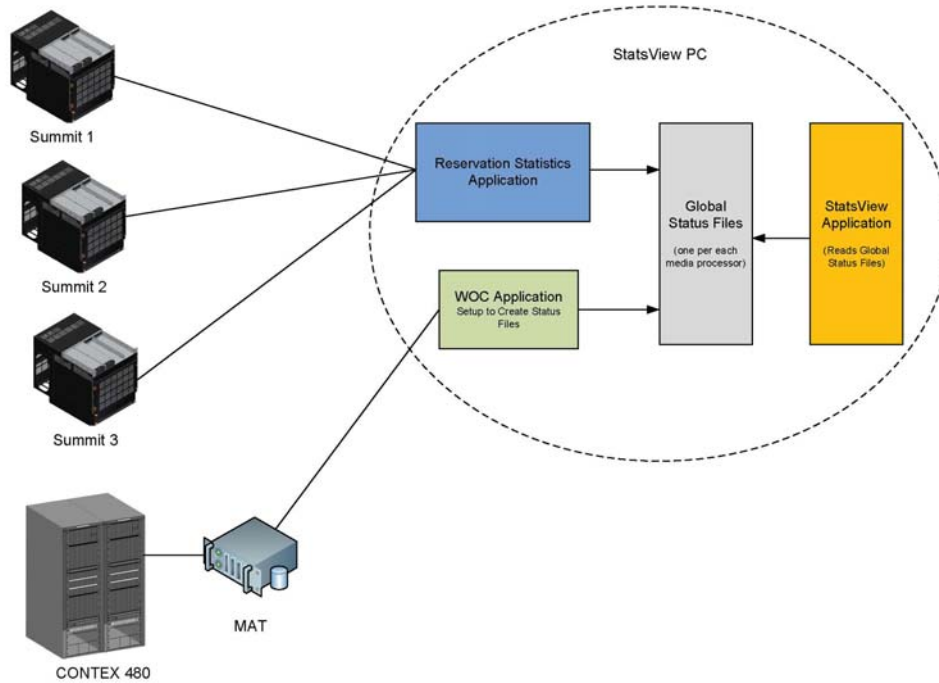 StatsView PC
Summit 1
Reservation Statistics
Application
Global
Status Files
(one per each
media processor)
StatsView
Application
(Reads Global
Status Files)
Summit 2
WOC Application
Setup to Create Status
Files
Summit 3
MAT
CONTEX 480